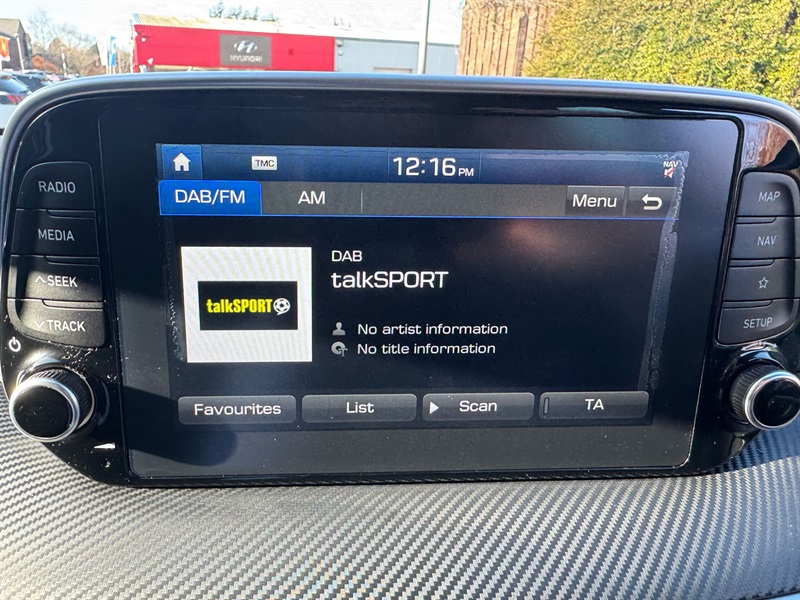 HYUNDAI
RADIO
MEDIA
SEEK
TRACK
TMC
12:16 PM
NAV
DAB/FM
AM
Menu
DAB
talkSPORT
talkSPORT
No artist information
No title information
Favourites
List
Scan
TA
MAP
NAV
SETUP